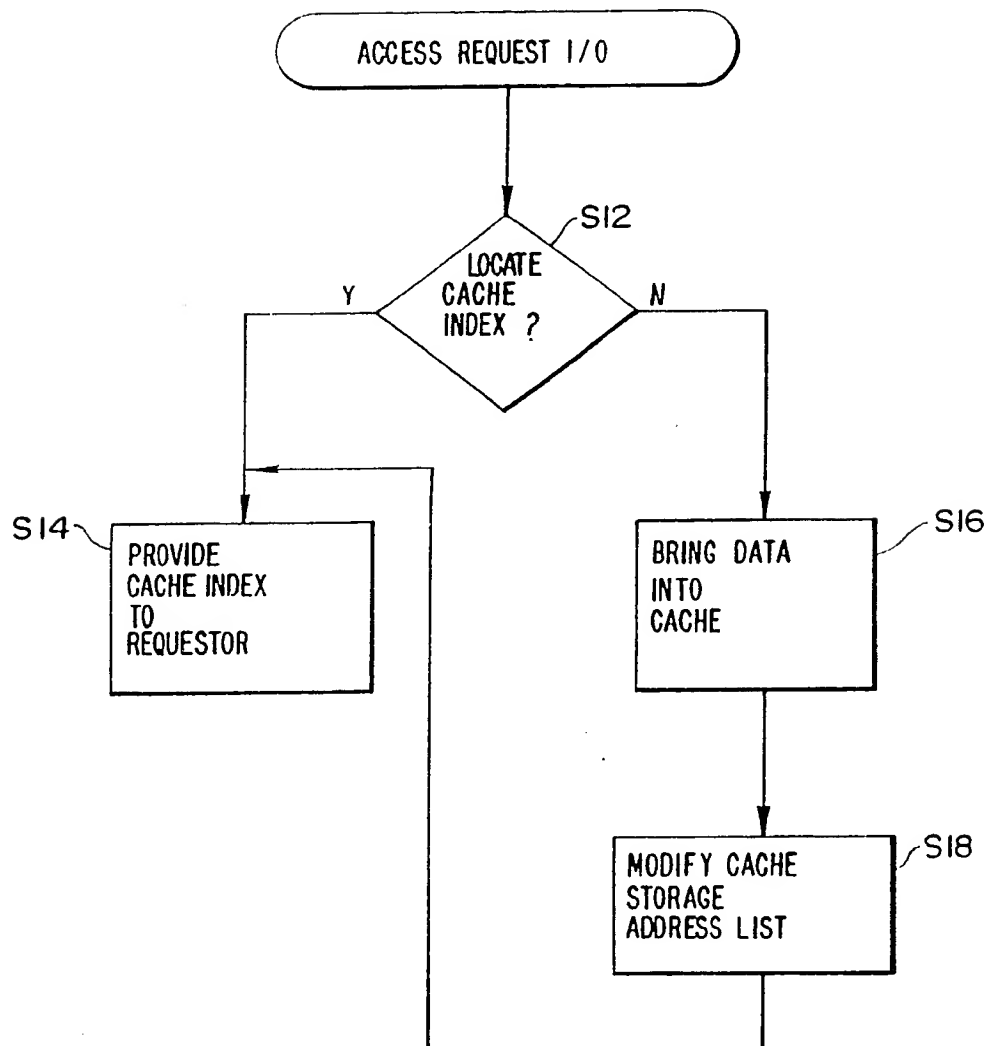 ACCESS REQUEST I/O
S12
LOCATE
CACHE
INDEX ?
Y
N
S14
PROVIDE
CACHE INDEX
TO
REQUESTOR
S16
BRING DATA
INTO
CACHE
S18
MODIFY CACHE
STORAGE
ADDRESS LIST